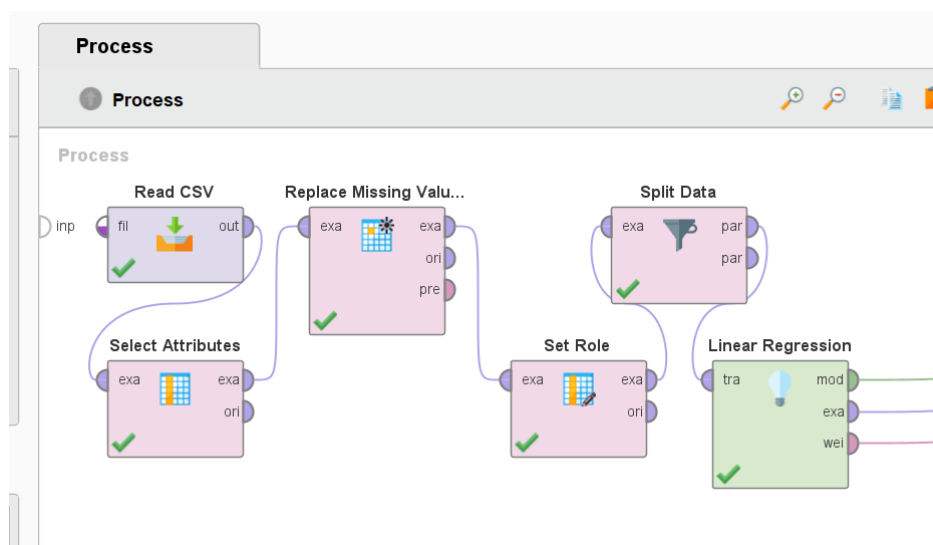 Process
Process
Process
Read CSV
Replace Missing Valu...
Split Data
inp
fil
out
exa
exa
ori
pre
exa
par
par
Select Attributes
exa
exa
ori
Set Role
exa
exa
ori
Linear Regression
tra
mod
exa
wei